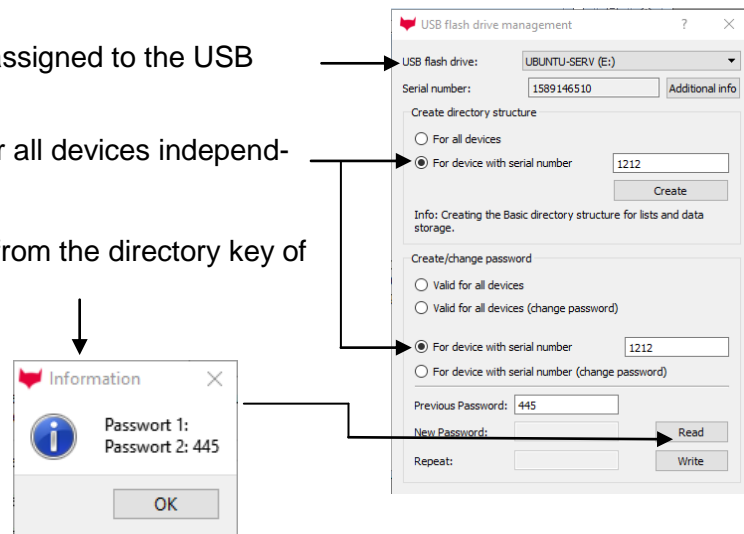 assigned to the USB
r all devices independ-
from the directory key of
Information
Passwort 1:
Passwort 2: 445
OK
USB flash drive management ?
USB flash drive: UBUNTU-SERV (E:)
Serial number: 1589146510 Additional info
Create directory structure
For all devices
For device with serial number 1212
Create
Info: Creating the Basic directory structure for lists and data
storage.
Create/change password
Valid for all devices
Valid for all devices (change password)
For device with serial number 1212
For device with serial number (change password)
Previous Password: 445
New Password: Read
Repeat: Write